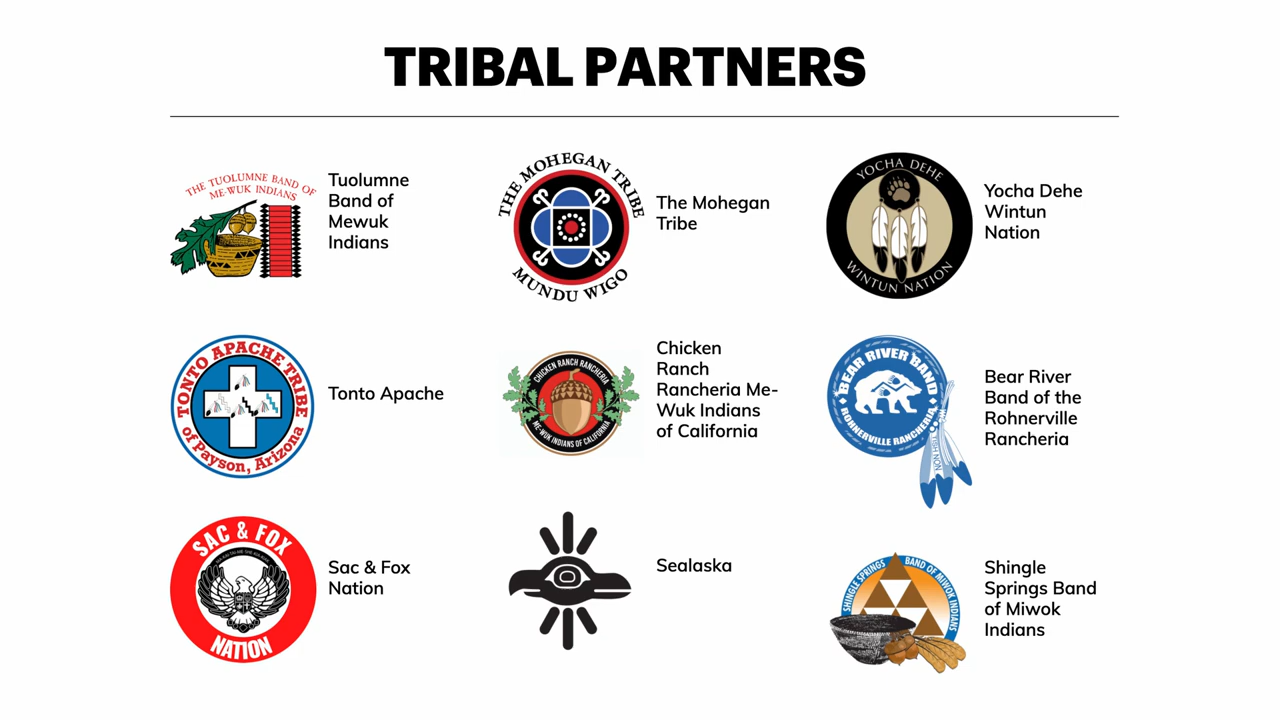 TRIBAL PARTNERS
THE TUOLUMNE BAND OF
ME-WUK INDIANS
Tuolumne
Band of
Mewuk
Indians
THE MOHEGAN TRIBE
MUNDU WIGO
The Mohegan
Tribe
YOCHA DEHE
WINTUN NATION
Yocha Dehe
Wintun
Nation
TONTO APACHE TRIBE
of Payson, Arizona
Tonto Apache
CHICKEN RANCH RANCHERIA
ME-WUK INDIANS OF CALIFORNIA
Chicken
Ranch
Rancheria Me-
Wuk Indians
of California
BEAR RIVER BAND
ROHNERVILLE RANCHERIA
Bear River
Band of the
Rohnerville
Rancheria
SAC & FOX
NATION
Sac & Fox
Nation
Sealaska
SHINGLE SPRINGS BAND OF MIWOK INDIANS
Shingle
Springs Band
of Miwok
Indians